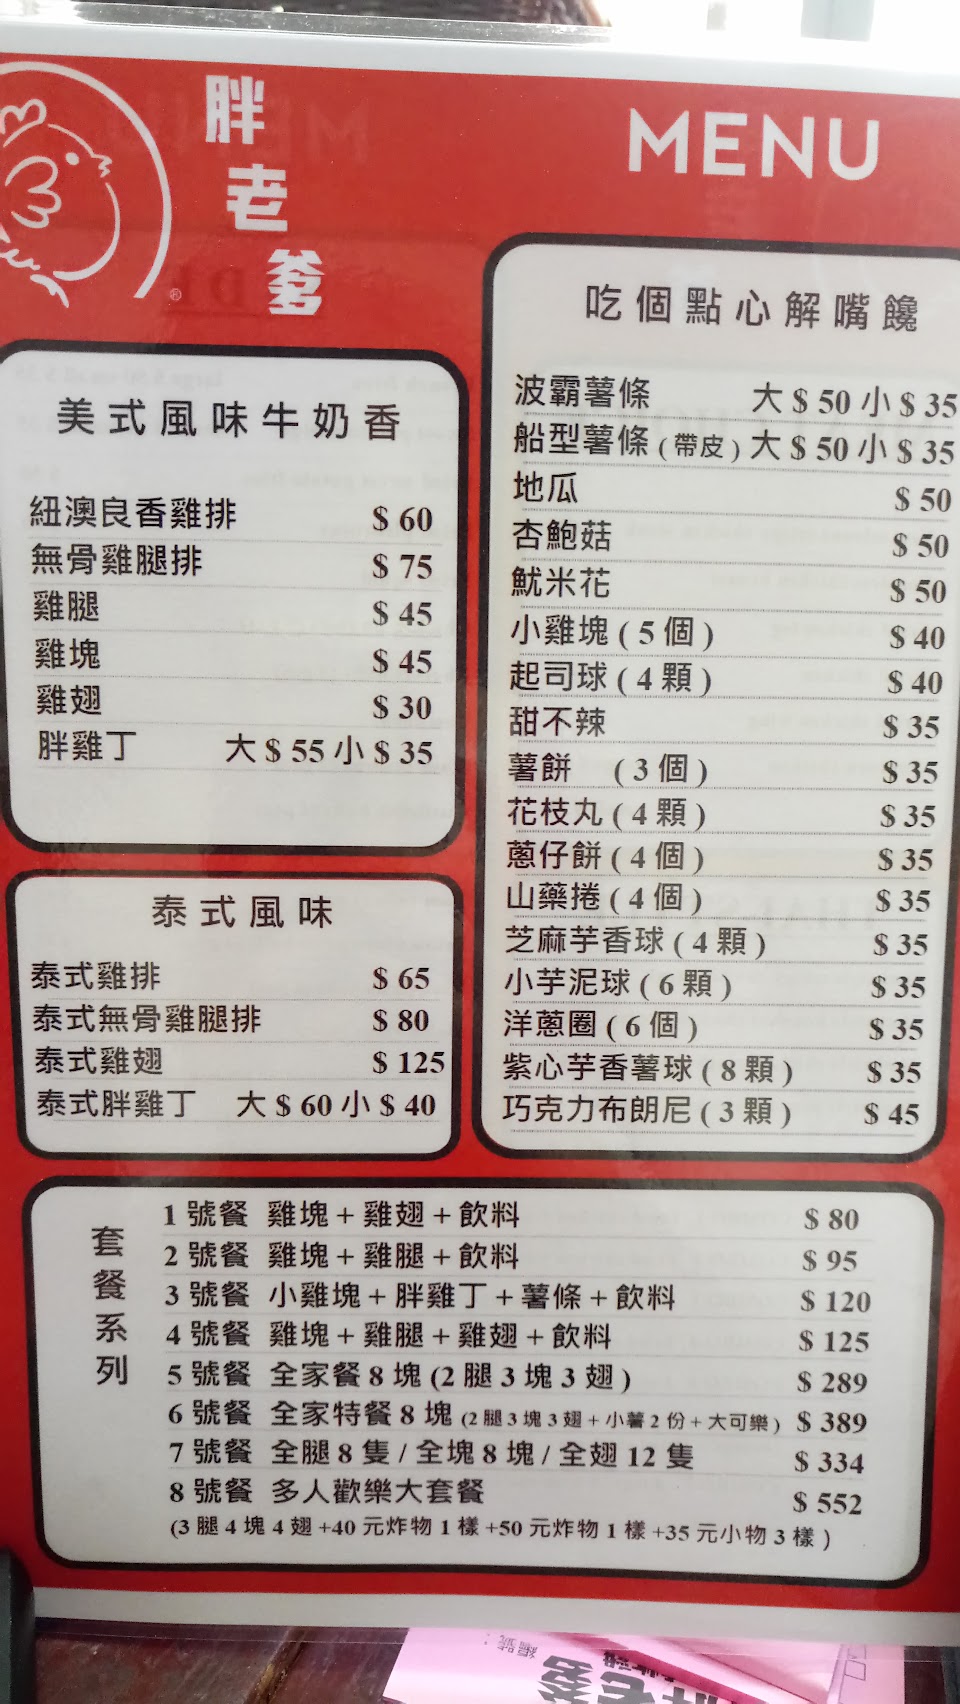 胖老爹
®
MENU
美式風味牛奶香
紐澳良香雞排 $60
無骨雞腿排 $75
雞腿 $45
雞塊 $45
雞翅 $30
胖雞丁 大$55小$35
泰式風味
泰式雞排 $65
泰式無骨雞腿排 $80
泰式雞翅 $125
泰式胖雞丁 大$60小$40
吃個點心解嘴饞
波霸薯條 大$50小$35
船型薯條(帶皮)大$50小$35
地瓜 $50
杏鮑菇 $50
魷米花 $50
小雞塊(5個) $40
起司球(4顆) $40
甜不辣 $35
薯餅 (3個) $35
花枝丸(4顆) $35
蔥仔餅(4個) $35
山藥捲(4個) $35
芝麻芋香球(4顆) $35
小芋泥球(6顆) $35
洋蔥圈(6個) $35
紫心芋香薯球(8顆) $35
巧克力布朗尼(3顆) $45
套餐系列
1號餐 雞塊+雞翅+飲料 $80
2號餐 雞塊+雞腿+飲料 $95
3號餐 小雞塊+胖雞丁+薯條+飲料 $120
4號餐 雞塊+雞腿+雞翅+飲料 $125
5號餐 全家餐8塊(2腿3塊3翅) $289
6號餐 全家特餐8塊(2腿3塊3翅+小薯2份+大可樂) $389
7號餐 全腿8隻/全塊8塊/全翅12隻 $334
8號餐 多人歡樂大套餐 $552
(3腿4塊4翅+40元炸物1樣+50元炸物1樣+35元小物3樣)
編號: